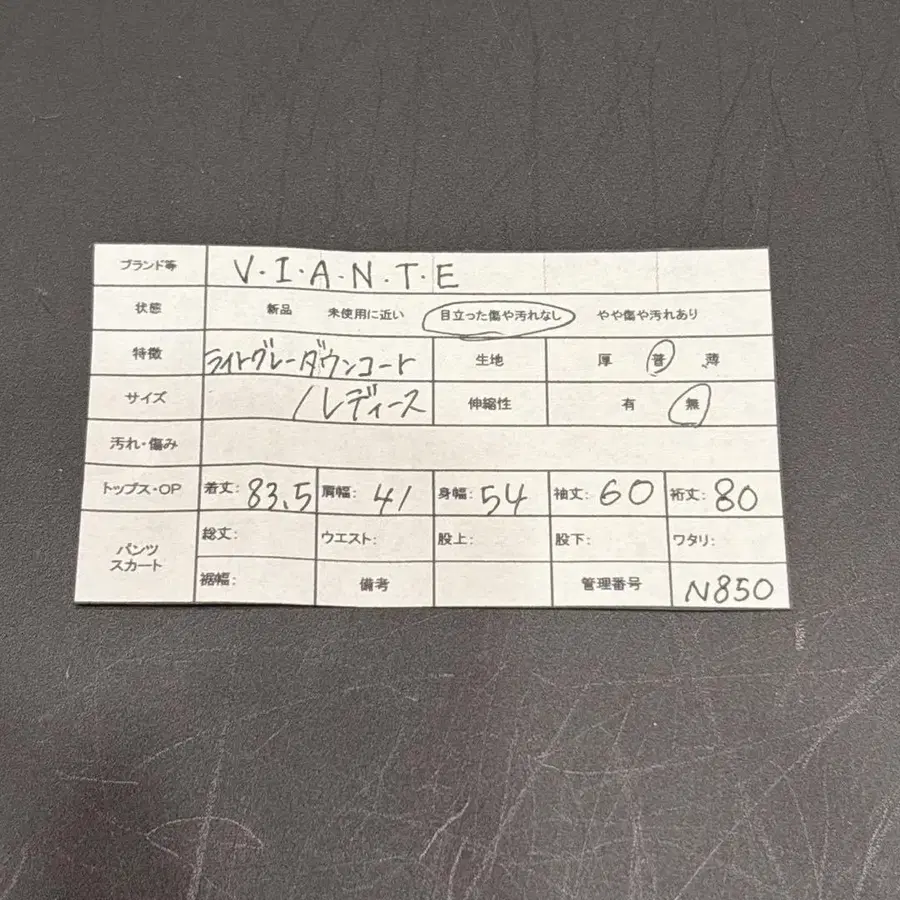 ブランド等 V・I・A・N・T・E
状態 新品 未使用に近い 目立った傷や汚れなし やや傷や汚れあり
特徴 ライトグレーダウンコート 生地 厚 普 薄
サイズ /レディース 伸縮性 有 無
汚れ・傷み
トップス・OP 着丈: 83.5 肩幅: 41 身幅: 54 袖丈: 60 裄丈: 80
パンツ スカート 総丈: ウエスト: 股上: 股下: ワタリ:
裾幅: 備考 管理番号 N850